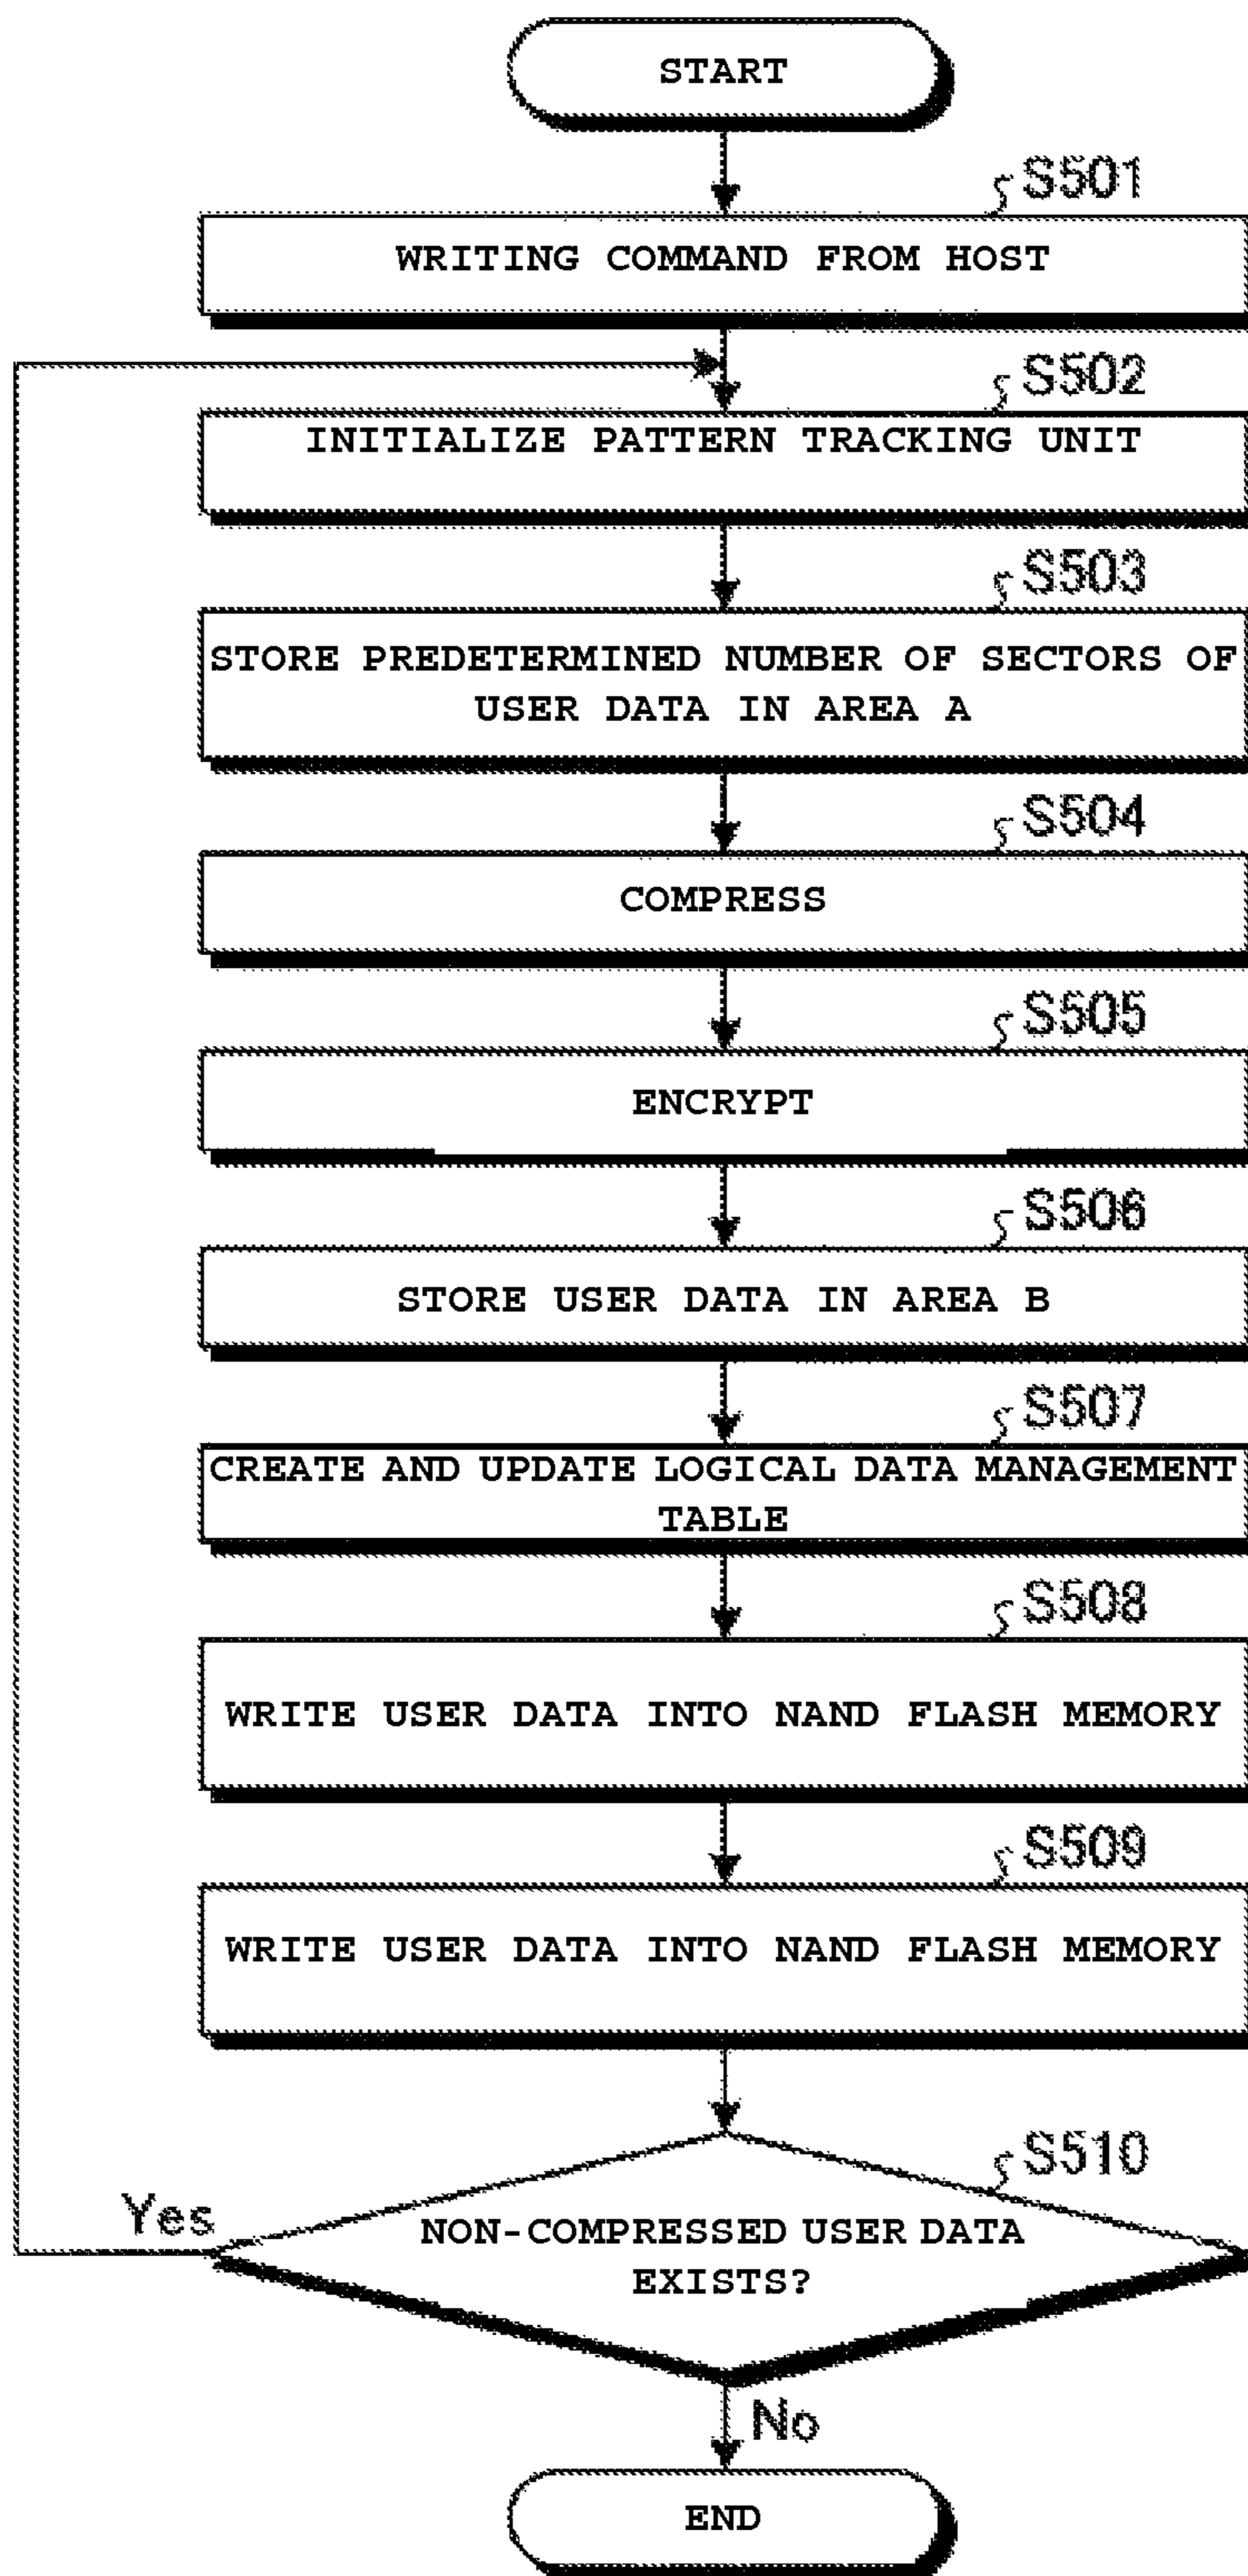 START
S501
WRITING COMMAND FROM HOST
S502
INITIALIZE PATTERN TRACKING UNIT
S503
STORE PREDETERMINED NUMBER OF SECTORS OF
USER DATA IN AREA A
S504
COMPRESS
S505
ENCRYPT
S506
STORE USER DATA IN AREA B
S507
CREATE AND UPDATE LOGICAL DATA MANAGEMENT
TABLE
S508
WRITE USER DATA INTO NAND FLASH MEMORY
S509
WRITE USER DATA INTO NAND FLASH MEMORY
S510
Yes
NON-COMPRESSED USER DATA
EXISTS?
No
END